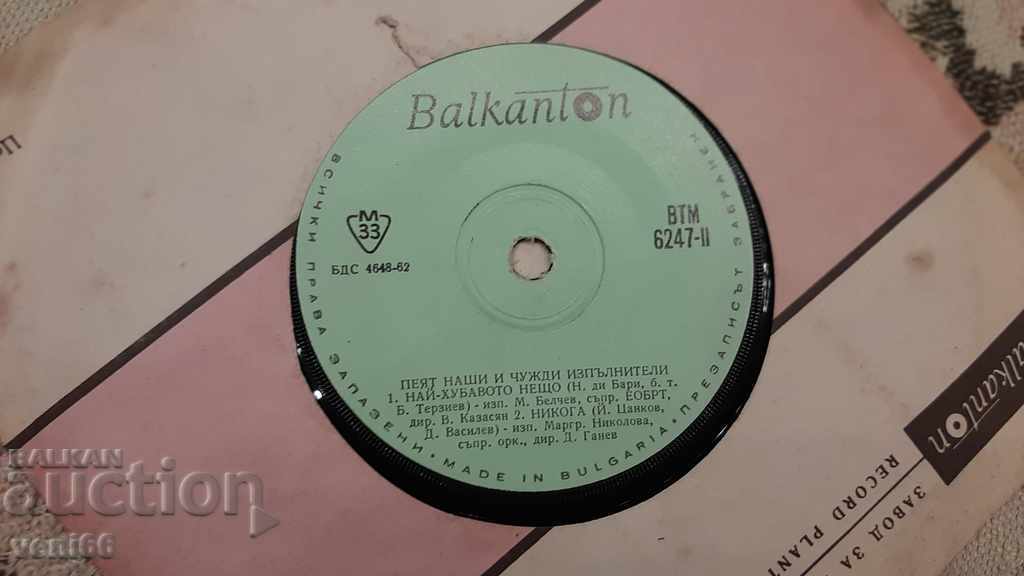 Balkanton
ВСИЧКИ ПРАВА ЗАПАЗЕНИ • MADE IN BULGARIA • ПРЕЗАПИСЪТ ЗАБРАНЕН
М
33
БДС 4648-62
ВТМ
6247-II
ПЕЯТ НАШИ И ЧУЖДИ ИЗПЪЛНИТЕЛИ
1. НАЙ-ХУБАВОТО НЕЩО (Н. ди Бари, б. т.
Б. Терзиев) - изп. М. Белчев, съпр. ЕОБРТ,
дир. В. Казасян 2. НИКОГА (Й. Цанков,
Д. Василев) - изп. Маргр. Николова,
съпр. орк., дир. Д. Ганев
alkanton
ЗАВОД ЗА
RECORD PLANT
BALKAN
auction
veni66